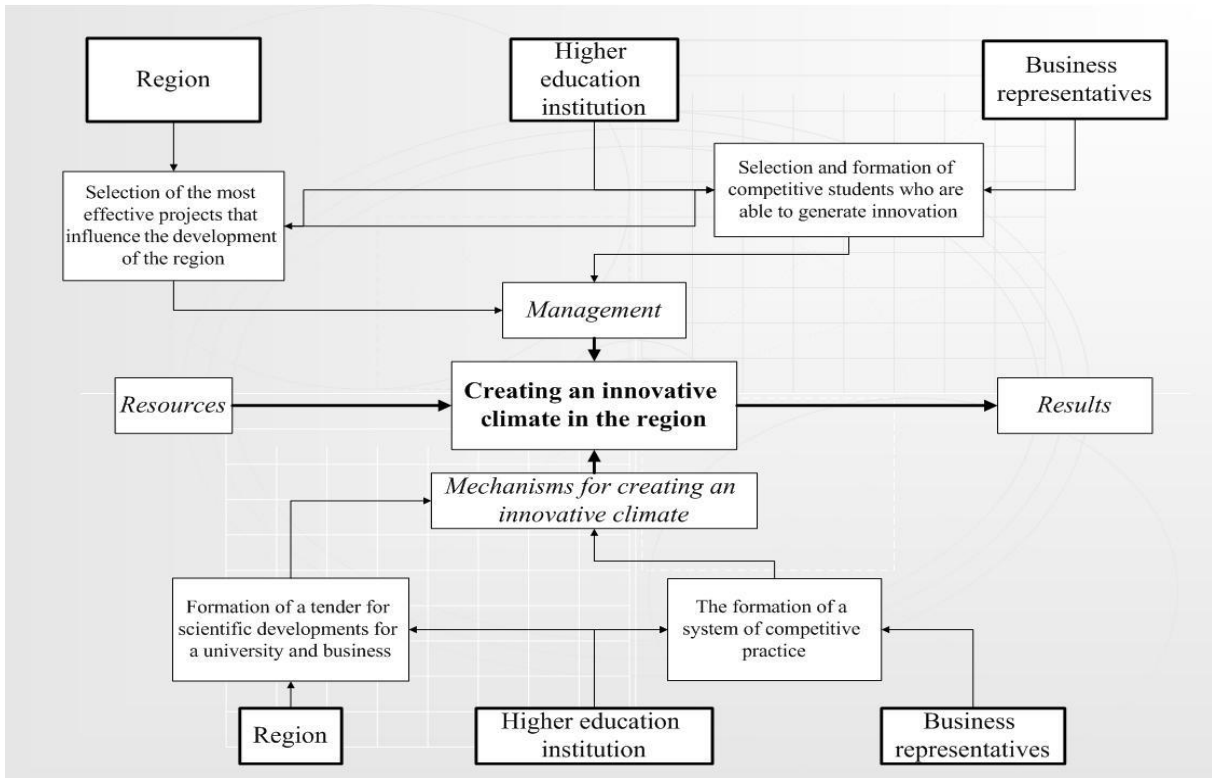 Region
Higher
education
institution
Business
representatives
Selection of the most
effective projects that
influence the development
of the region
Selection and formation of
competitive students who are
able to generate innovation
Management
Resources
Creating an innovative
climate in the region
Results
Mechanisms for creating an
innovative climate
Formation of a tender for
scientific developments for
a university and business
The formation of a
system of competitive
practice
Region
Higher education
institution
Business
representatives